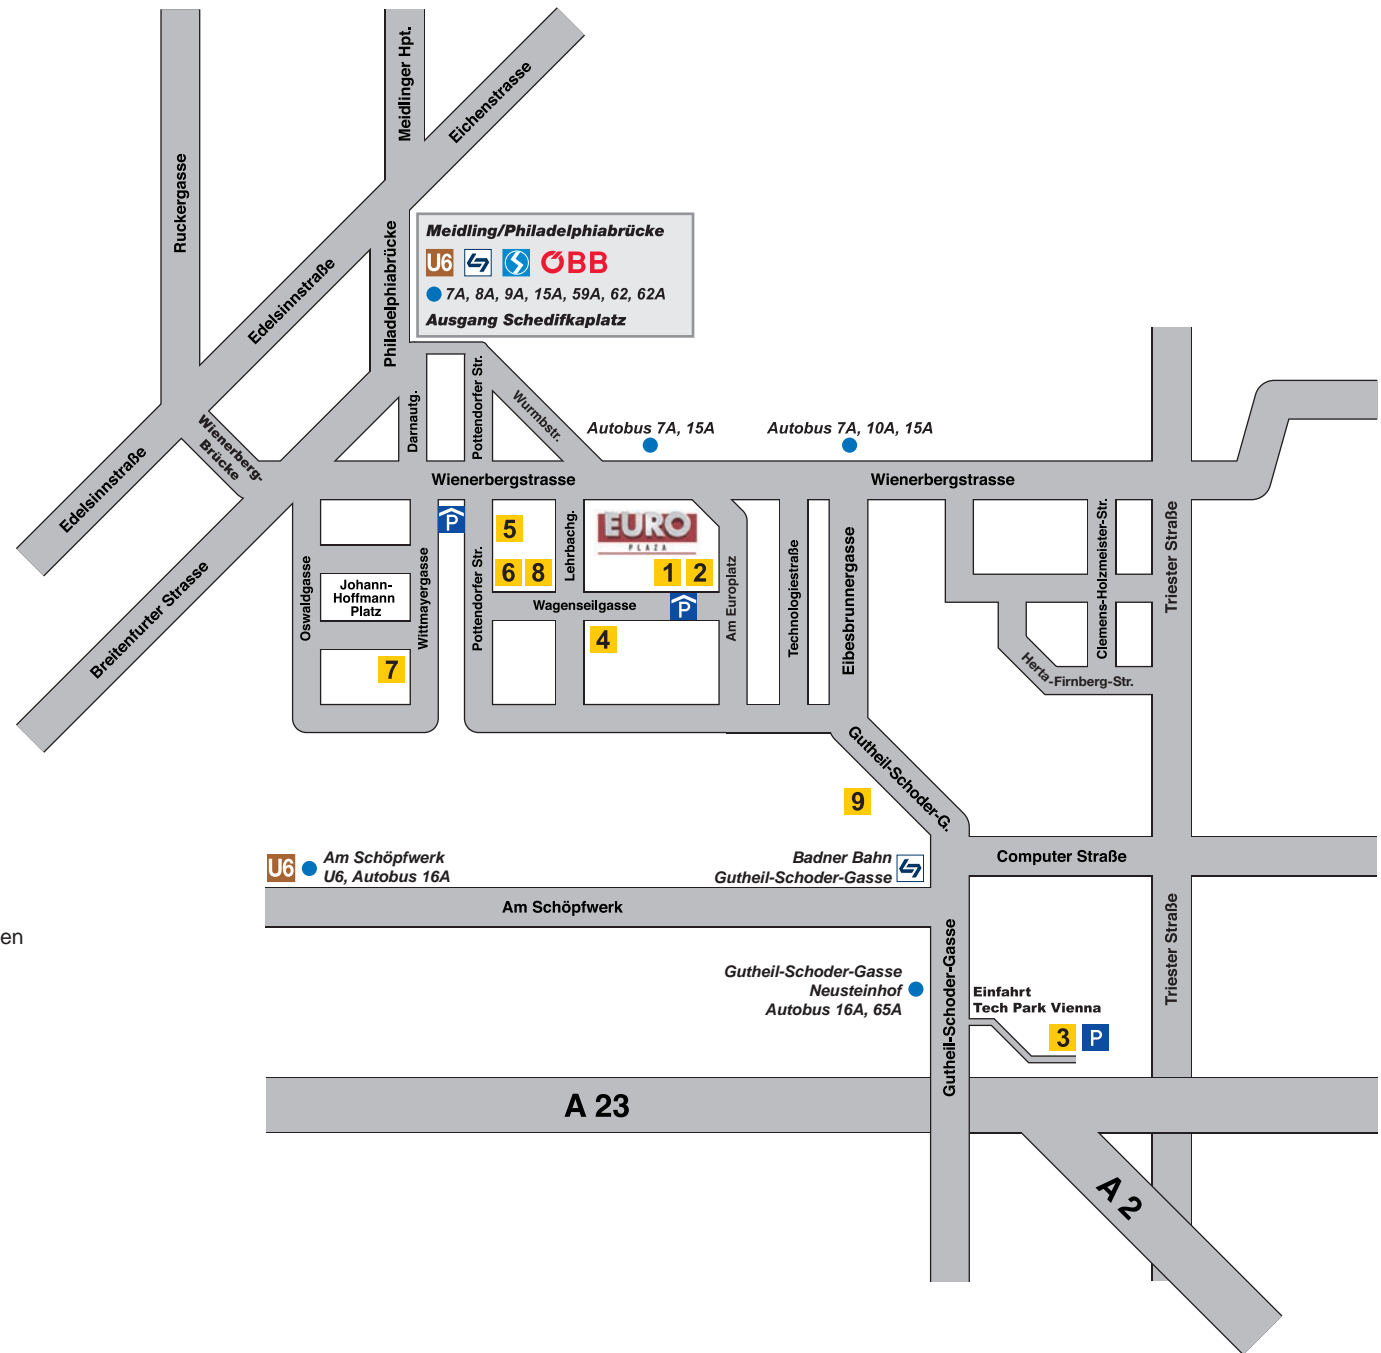 Meidlinger Hpt.
Eichenstrasse
Ruckergasse
Edelsinnstraße
Philadelphiabrücke
Meidling/Philadelphiabrücke
U6 ÖBB
7A, 8A, 9A, 15A, 59A, 62, 62A
Ausgang Schedifkaplatz
Darnautg.
Pottendorfer Str.
Wurmbstr.
Wienerberg-
Brücke
Edelsinnstraße
Autobus 7A, 15A
Autobus 7A, 10A, 15A
Wienerbergstrasse
Wienerbergstrasse
Breitenfurter Strasse
Oswaldgasse
Johann-
Hoffmann
Platz
Wittmayergasse
P
Pottendorfer Str.
5
6 8
Lehrbachg.
EURO
PLAZA
1 2
Wagenseilgasse
P
4
7
Am Europlatz
Technologiestraße
Eibesbrunnergasse
Clemens-Holzmeister-Str.
Triester Straße
Herta-Firnberg-Str.
Gutheil-Schoder-G.
9
U6
Am Schöpfwerk
U6, Autobus 16A
Badner Bahn
Gutheil-Schoder-Gasse
Computer Straße
Am Schöpfwerk
en
Gutheil-Schoder-Gasse
Neusteinhof
Autobus 16A, 65A
Gutheil-Schoder-Gasse
Einfahrt
Tech Park Vienna
3 P
Triester Straße
A 23
A 2